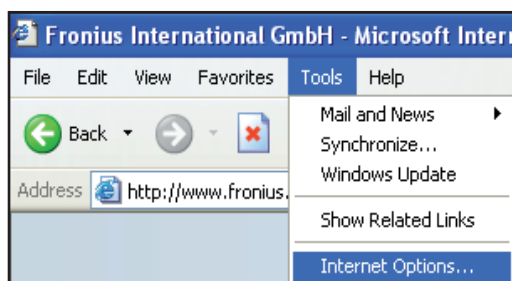 Fronius International GmbH - Microsoft Intern
File Edit View Favorites Tools Help
Mail and News
Back
Synchronize...
Windows Update
Address http://www.fronius.
Show Related Links
Internet Options...